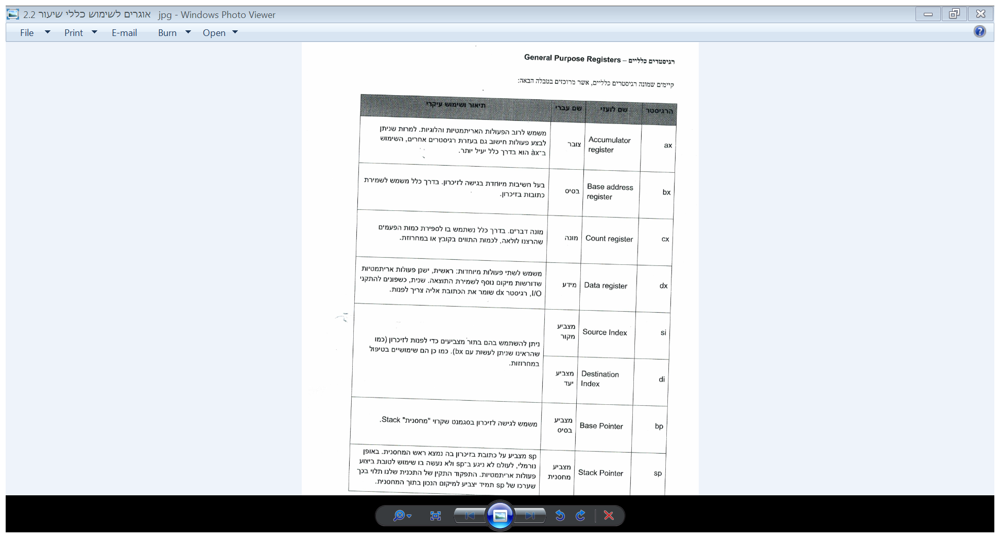 אוגרים לשימוש כללי שיעור 2.2 jpg - Windows Photo Viewer
File Print E-mail Burn Open
רגיסטרים כלליים – General Purpose Registers
קיימים שמונה רגיסטרים כלליים, אשר מרוכזים בטבלה הבאה:
הרגיסטר שם לועזי שם עברי תיאור ושימוש עיקרי
ax
Accumulator
register
צובר
משמש לרוב הפעולות האריתמטיות והלוגיות. למרות שניתן
לבצע פעולות חישוב גם בעזרת רגיסטרים אחרים, השימוש
ב-ax הוא בדרך כלל יעיל יותר.
bx
Base address
register
בסיס
בעל חשיבות מיוחדת בגישה לזיכרון. בדרך כלל משמש לשמירת
כתובות בזיכרון.
cx
Count register
מונה
מונה דברים. בדרך כלל נשתמש בו לספירת כמות הפעמים
שהרצנו לולאה, לכמות התווים בקובץ או במחרוזת.
dx
Data register
מידע
משמש לשתי פעולות מיוחדות: ראשית, ישנן פעולות אריתמטיות
שדורשות מיקום נוסף לשמירת התוצאה. שנית, כשפונים להתקני
I/O, רגיסטר dx שומר את הכתובת אליה צריך לפנות.
si
Source Index
מצביע
מקור
ניתן להשתמש בהם בתור מצביעים כדי לפנות לזיכרון (כמו
שהראינו שניתן לעשות עם bx). כמו כן הם שימושיים בטיפול
במחרוזות.
di
Destination
Index
מצביע
יעד
bp
Base Pointer
מצביע
בסיס
משמש לגישה לזיכרון בסגמנט שקרוי "מחסנית" Stack.
sp
Stack Pointer
מצביע
מחסנית
sp מצביע על כתובת בזיכרון בה נמצא ראש המחסנית. באופן
נורמלי, לעולם לא ניגע ב-sp ולא נעשה בו שימוש לטובת ביצוע
פעולות אריתמטיות. התפקוד התקין של התכנית שלנו תלוי בכך
שערכו של sp תמיד יצביע למיקום הנכון בתוך המחסנית.